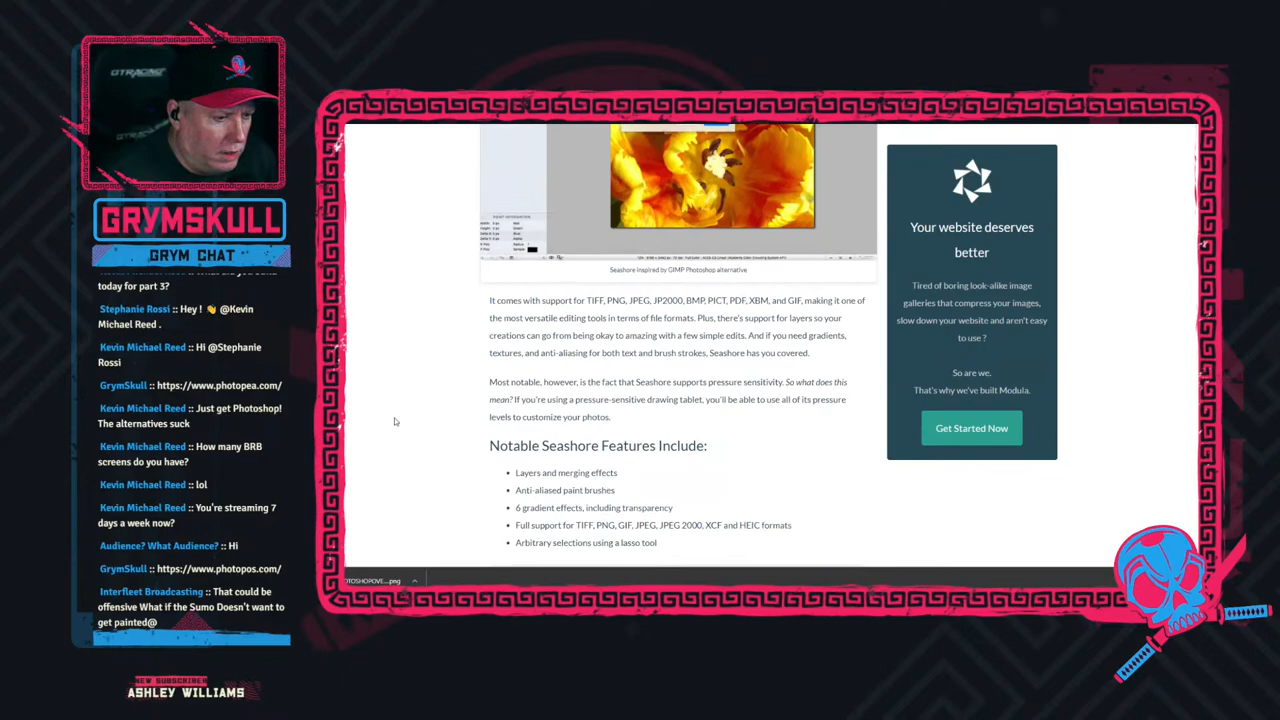 GTRACING
GTRACING
GRYMSKULL
GRYM CHAT
today for part 3?
Stephanie Rossi :: Hey ! 👋 @Kevin
Michael Reed .
Kevin Michael Reed :: Hi @Stephanie
Rossi
GrymSkull :: https://www.photopea.com/
Kevin Michael Reed :: Just get Photoshop!
The alternatives suck
Kevin Michael Reed :: How many BRB
screens do you have?
Kevin Michael Reed :: lol
Kevin Michael Reed :: You're streaming 7
days a week now?
Audience? What Audience? :: Hi
GrymSkull :: https://www.photopos.com/
Interfleet Broadcasting :: That could be
offensive What if the Sumo Doesn't want to
get painted@
NEW SUBSCRIBER
ASHLEY WILLIAMS
Seashore inspired by GIMP Photoshop alternative
It comes with support for TIFF, PNG, JPEG, JP2000, BMP, PICT, PDF, XBM, and GIF, making it one of
the most versatile editing tools in terms of file formats. Plus, there's support for layers so your
creations can go from being okay to amazing with a few simple edits. And if you need gradients,
textures, and anti-aliasing for both text and brush strokes, Seashore has you covered.
Most notable, however, is the fact that Seashore supports pressure sensitivity. So what does this
mean? If you're using a pressure-sensitive drawing tablet, you'll be able to use all of its pressure
levels to customize your photos.
Notable Seashore Features Include:
• Layers and merging effects
• Anti-aliased paint brushes
• 6 gradient effects, including transparency
• Full support for TIFF, PNG, GIF, JPEG, JPEG 2000, XCF and HEIC formats
• Arbitrary selections using a lasso tool
OTOSHOPOVE....png
Your website deserves
better
Tired of boring look-alike image
galleries that compress your images,
slow down your website and aren't easy
to use ?
So are we.
That's why we've built Modula.
Get Started Now